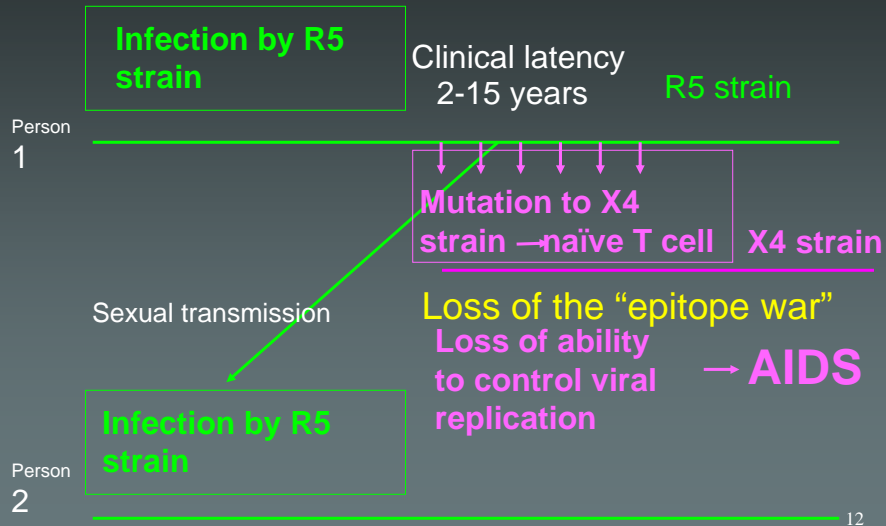 Infection by R5
strain
Clinical latency
2-15 years
R5 strain
Person
1
Mutation to X4
strain → naïve T cell
X4 strain
Sexual transmission
Loss of the “epitope war”
Loss of ability
to control viral
replication
→ AIDS
Infection by R5
strain
Person
2
12